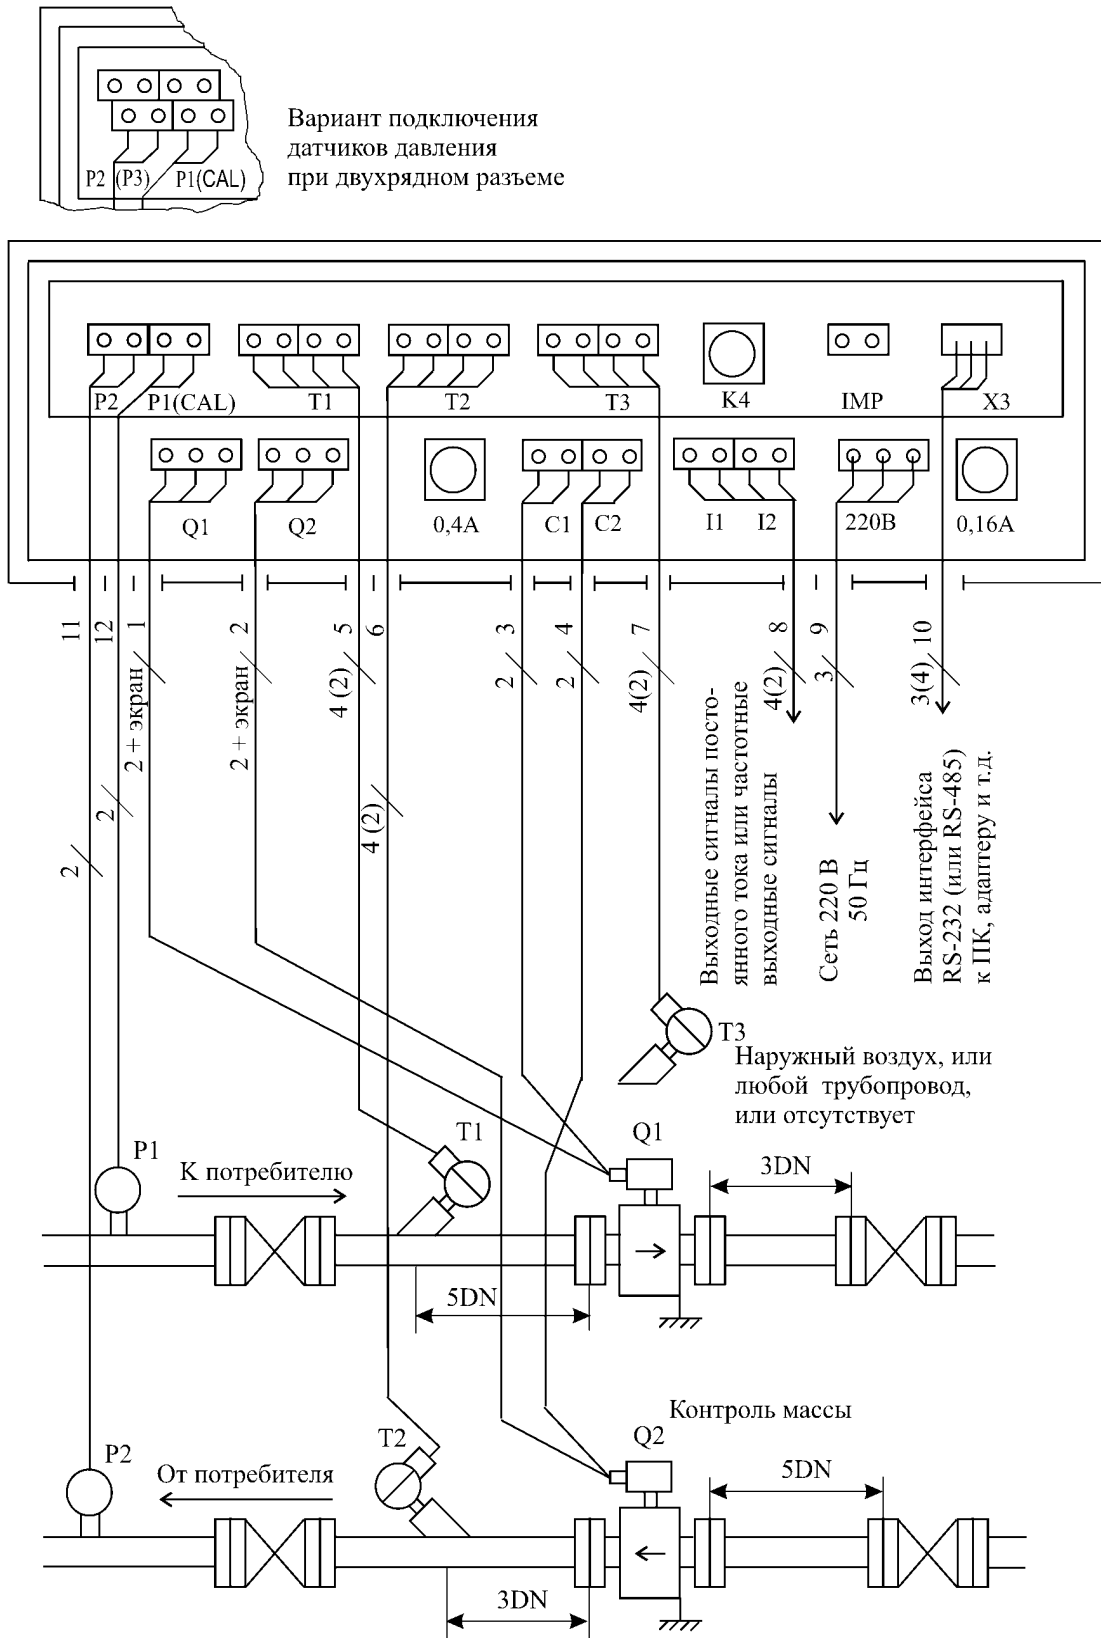 Вариант подключения
датчиков давления
при двухрядном разъеме
P2 (P3) P1(CAL)
P2 P1(CAL) T1 T2 T3 K4 IMP X3
Q1 Q2 0,4A C1 C2 I1 I2 220В 0,16A
11 12 1 2 5 6 3 4 7 8 9 10
2
2
2 + экран
2 + экран
4 (2)
4 (2)
2
2
4(2)
4(2)
3
3(4)
Выходные сигналы посто-
янного тока или частотные
выходные сигналы
Сеть 220 В
50 Гц
Выход интерфейса
RS-232 (или RS-485)
к ПК, адаптеру и т.д.
T3
Наружный воздух, или
любой трубопровод,
или отсутствует
P1
К потребителю
T1
Q1
3DN
5DN
Контроль массы
P2
От потребителя
T2
Q2
5DN
3DN